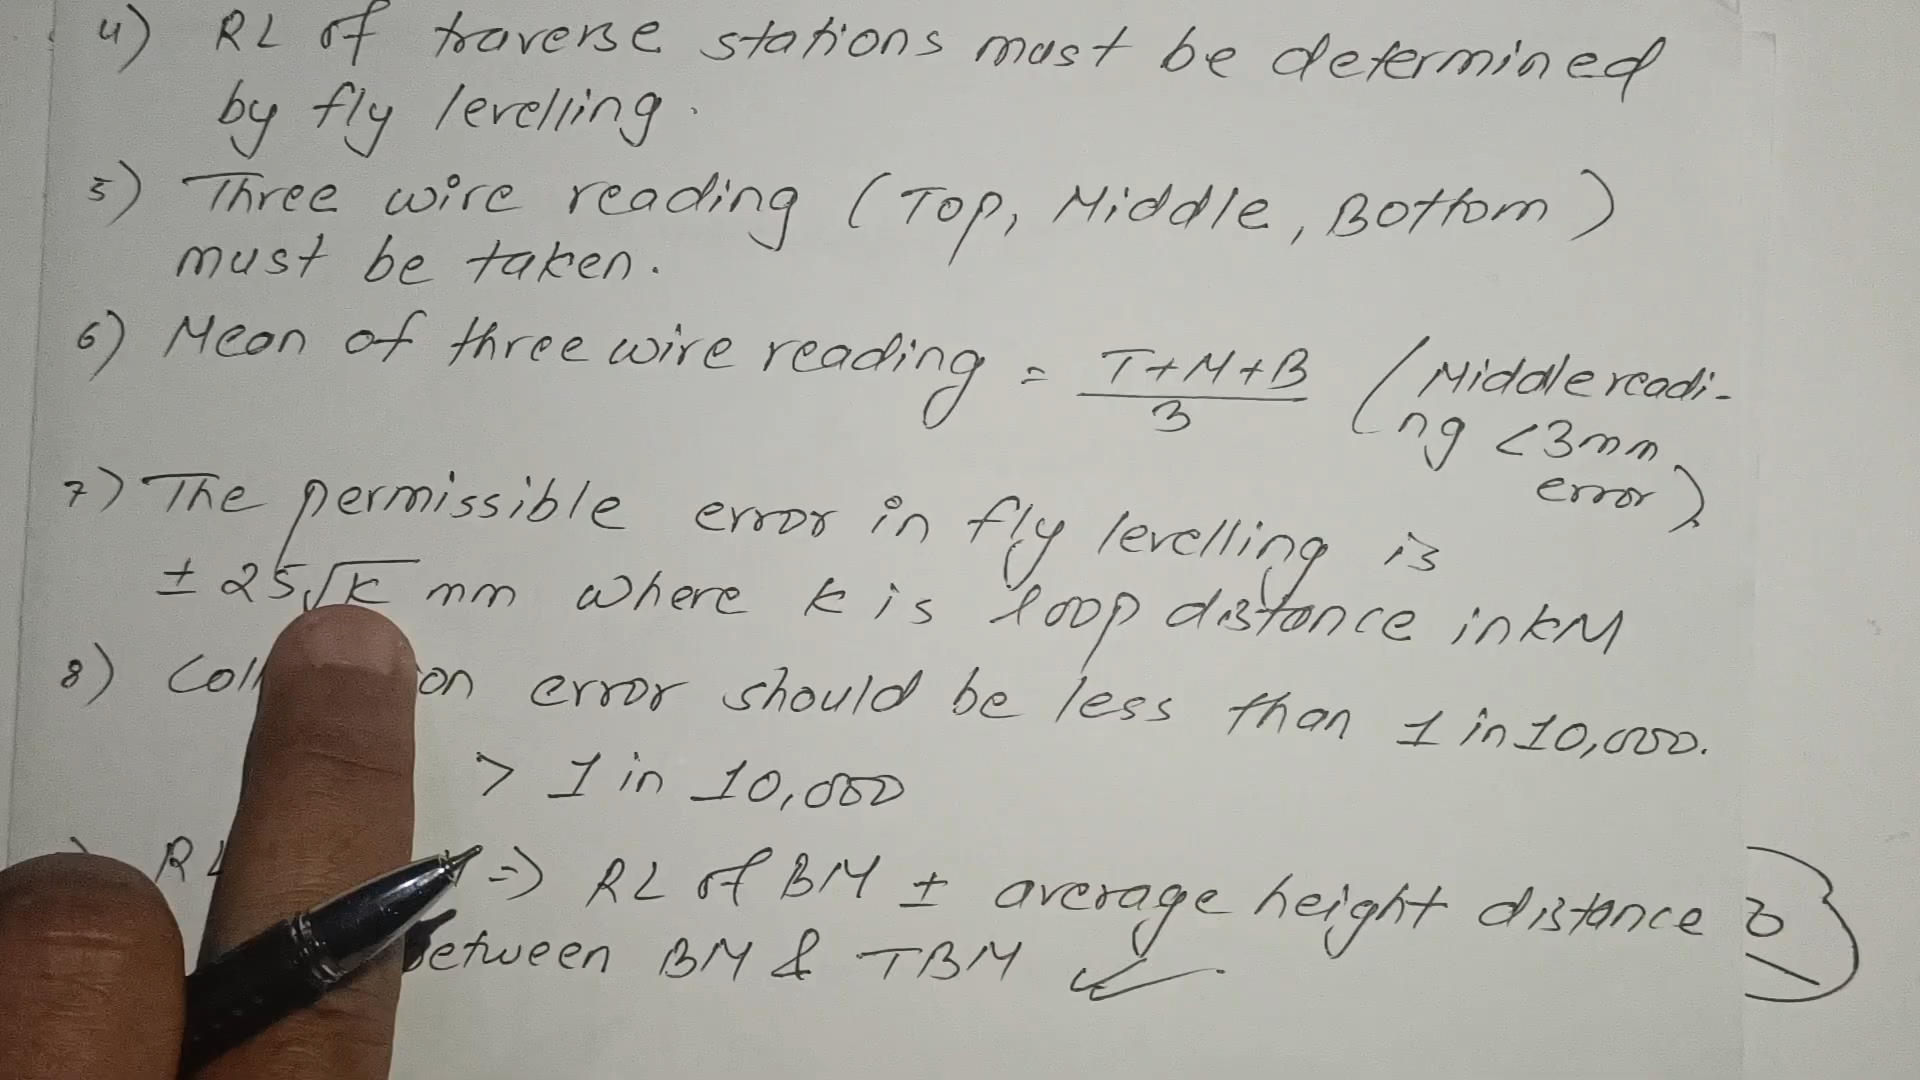 4) RL of traverse stations must be determined
by fly levelling.
5) Three wire reading (Top, Middle, Bottom)
must be taken.
6) Mean of three wire reading = T+M+B / 3 (Middle readi-
ng <3mm
error)
7) The permissible error in fly levelling is
± 25√k mm where k is loop distance in kM
8) error should be less than 1 in 10,000.
> 1 in 10,000
RL => RL of BM ± average height distance
between BM & TBM